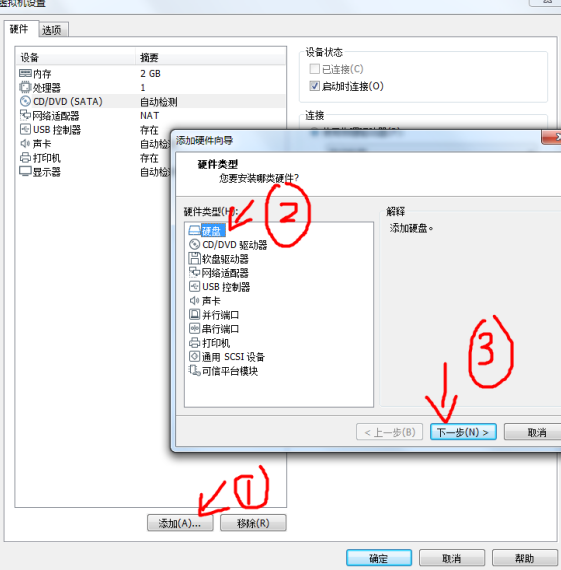 虚拟机设置
硬件 选项
设备 摘要
内存 2 GB
处理器 1
CD/DVD (SATA) 自动检测
网络适配器 NAT
USB 控制器 存在
声卡 自动检
打印机 存在
显示器 自动检
设备状态
已连接(C)
启动时连接(O)
连接
添加硬件向导
硬件类型
您要安装哪类硬件?
硬件类型(H):
硬盘
CD/DVD 驱动器
软盘驱动器
网络适配器
USB 控制器
声卡
并行端口
串行端口
打印机
通用 SCSI 设备
可信平台模块
解释
添加硬盘。
2
3
< 上一步(B) 下一步(N) > 取消
1
添加(A)... 移除(R)
确定 取消 帮助